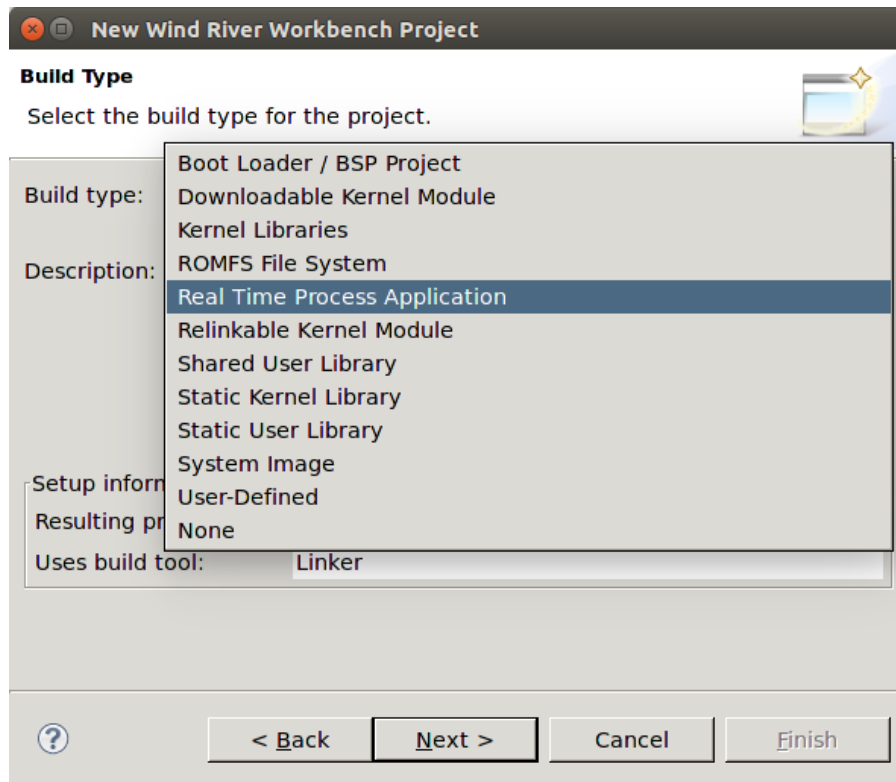 New Wind River Workbench Project
Build Type
Select the build type for the project.
Build type:
Boot Loader / BSP Project
Downloadable Kernel Module
Kernel Libraries
Description:
ROMFS File System
Real Time Process Application
Relinkable Kernel Module
Shared User Library
Static Kernel Library
Static User Library
System Image
User-Defined
None
Setup
Resulting
Uses build tool: Linker
? < Back Next > Cancel Finish